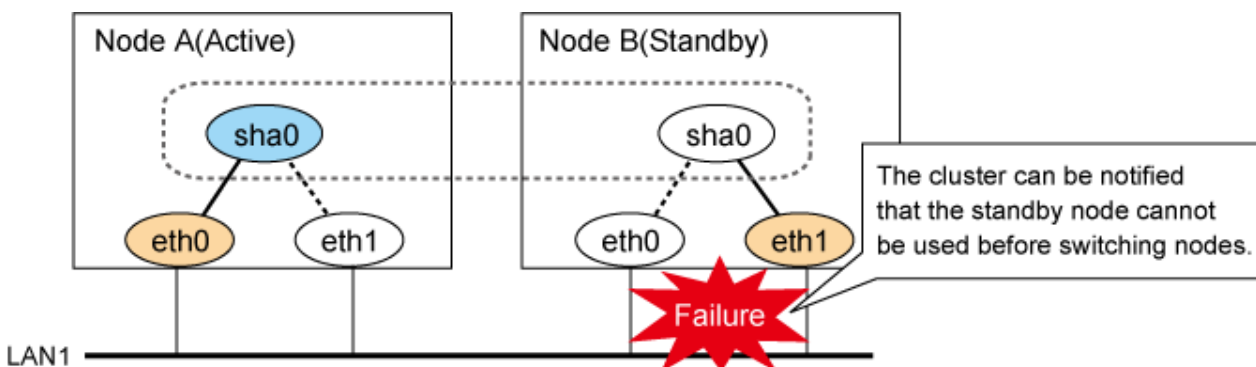 Node A(Active)
Node B(Standby)
sha0
sha0
The cluster can be notified
that the standby node cannot
be used before switching nodes.
eth0
eth1
eth0
eth1
Failure
LAN1